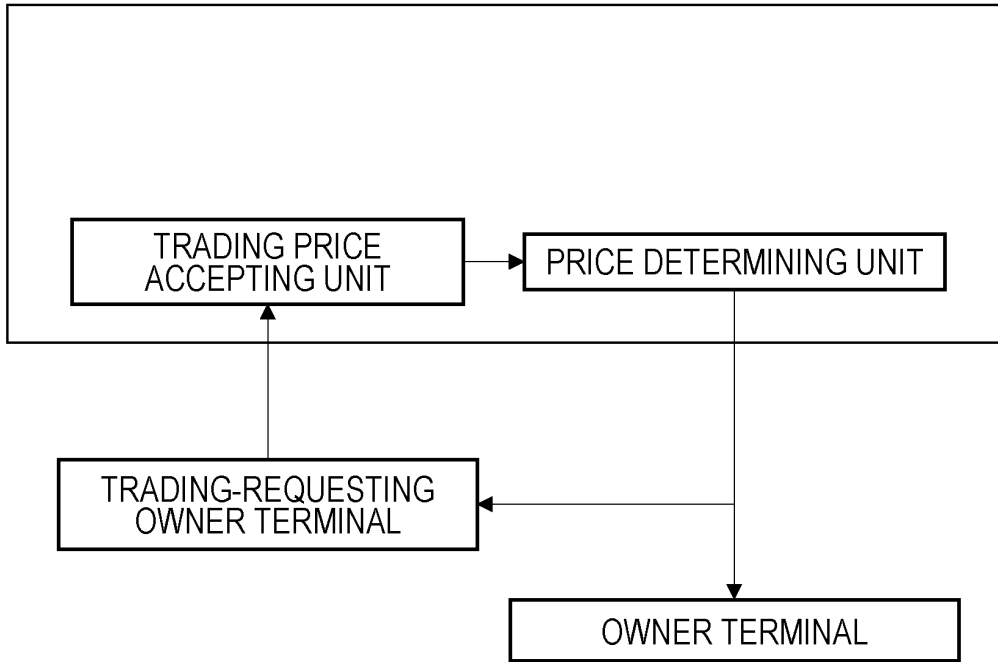 TRADING PRICE
ACCEPTING UNIT
PRICE DETERMINING UNIT
TRADING-REQUESTING
OWNER TERMINAL
OWNER TERMINAL